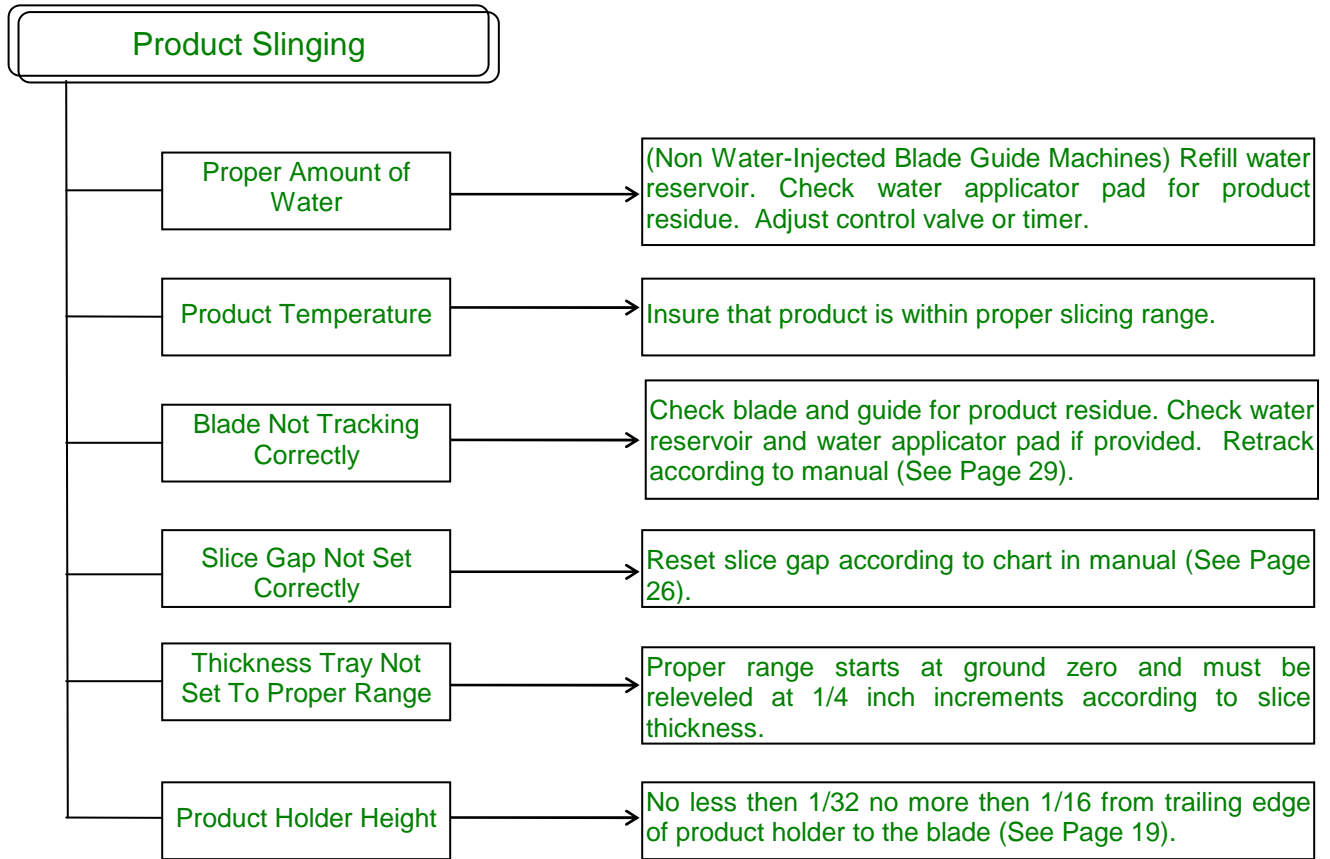 Product Slinging
Proper Amount of
Water
(Non Water-Injected Blade Guide Machines) Refill water
reservoir. Check water applicator pad for product
residue. Adjust control valve or timer.
Product Temperature
Insure that product is within proper slicing range.
Blade Not Tracking
Correctly
Check blade and guide for product residue. Check water
reservoir and water applicator pad if provided. Retrack
according to manual (See Page 29).
Slice Gap Not Set
Correctly
Reset slice gap according to chart in manual (See Page
26).
Thickness Tray Not
Set To Proper Range
Proper range starts at ground zero and must be
releveled at 1/4 inch increments according to slice
thickness.
Product Holder Height
No less then 1/32 no more then 1/16 from trailing edge
of product holder to the blade (See Page 19).